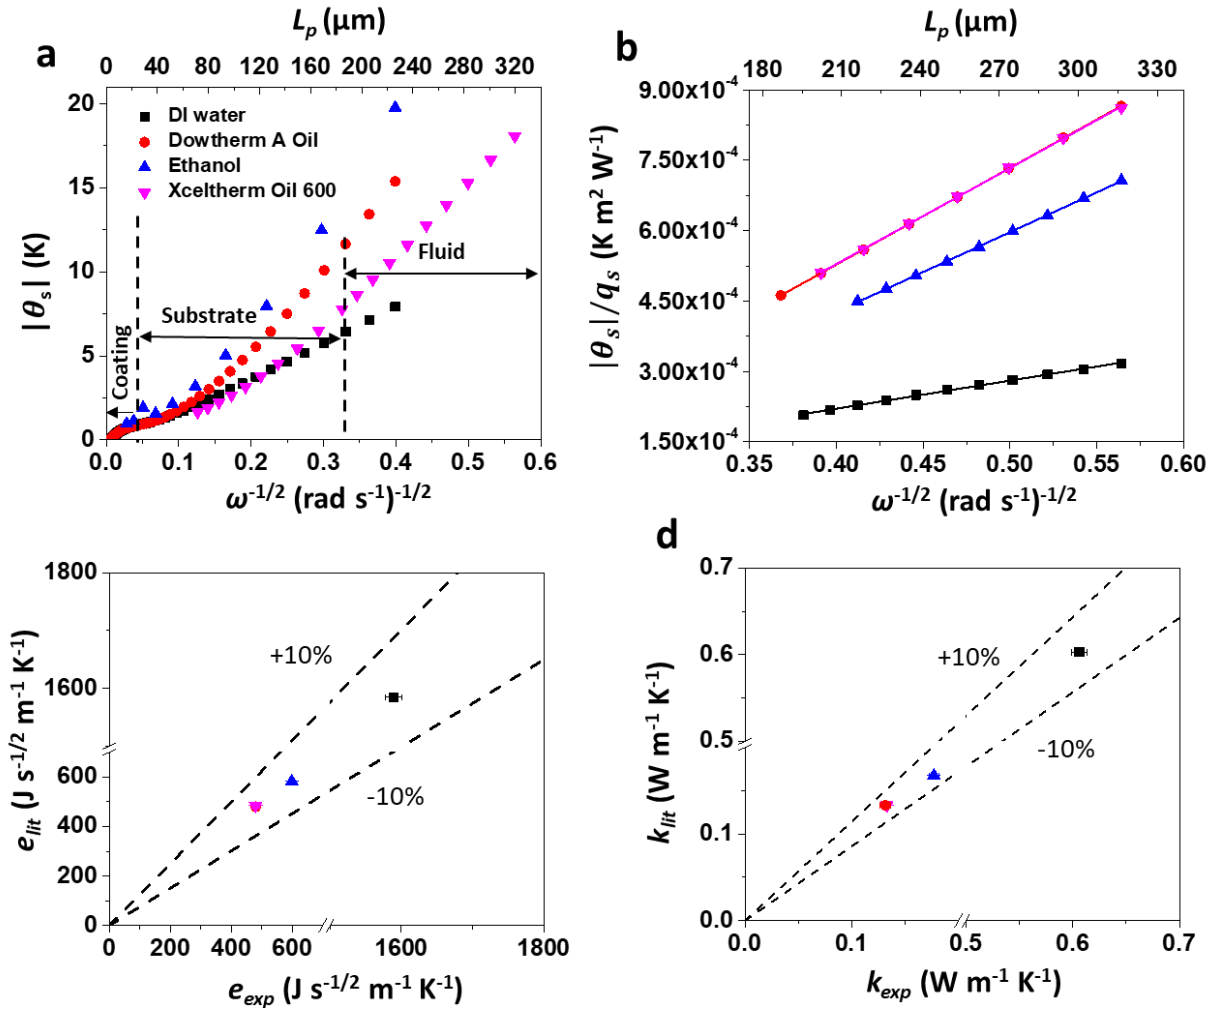 L_p (μm)
a
0 40 80 120 160 200 240 280 320
20
15
10
5
0
|θ_s| (K)
DI water
Dowtherm A Oil
Ethanol
Xceltherm Oil 600
Coating
Substrate
Fluid
0.0 0.1 0.2 0.3 0.4 0.5 0.6
ω^-1/2 (rad s^-1)^-1/2
L_p (μm)
b
180 210 240 270 300 330
9.00x10^-4
7.50x10^-4
6.00x10^-4
4.50x10^-4
3.00x10^-4
1.50x10^-4
|θ_s|/q_s (K m^2 W^-1)
0.35 0.40 0.45 0.50 0.55 0.60
ω^-1/2 (rad s^-1)^-1/2
1800
1600
600
400
200
0
e_lit (J s^-1/2 m^-1 K^-1)
+10%
-10%
0 200 400 600 1600 1800
e_exp (J s^-1/2 m^-1 K^-1)
d
0.7
0.6
0.5
0.1
0.0
k_lit (W m^-1 K^-1)
+10%
-10%
0.0 0.1 0.5 0.6 0.7
k_exp (W m^-1 K^-1)